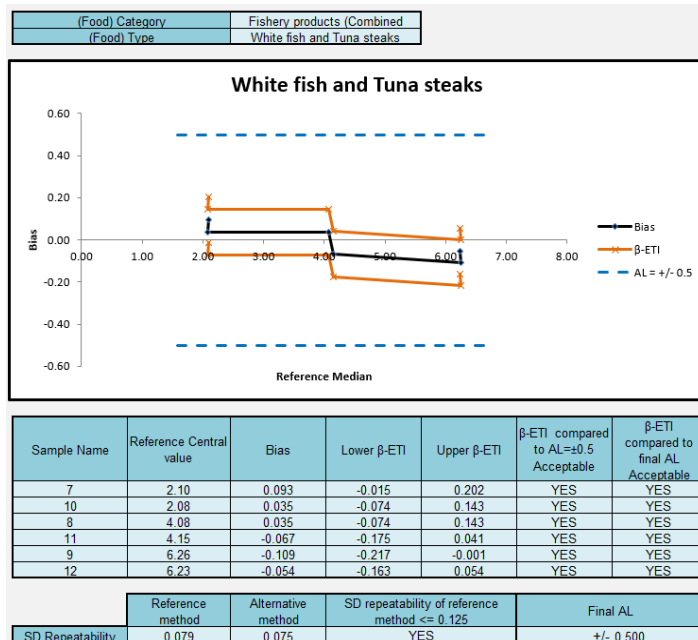 (Food) Category Fishery products (Combined
(Food) Type White fish and Tuna steaks
White fish and Tuna steaks
0.60
0.40
0.20
0.00
-0.20
-0.40
-0.60
0.00 1.00 2.00 3.00 4.00 5.00 6.00 7.00 8.00
Bias
Reference Median
Bias
β-ETI
AL = +/- 0.5
Sample Name Reference Central value Bias Lower β-ETI Upper β-ETI β-ETI compared to AL=±0.5 Acceptable β-ETI compared to final AL Acceptable
7 2.10 0.093 -0.015 0.202 YES YES
10 2.08 0.035 -0.074 0.143 YES YES
8 4.08 0.035 -0.074 0.143 YES YES
11 4.15 -0.067 -0.175 0.041 YES YES
9 6.26 -0.109 -0.217 -0.001 YES YES
12 6.23 -0.054 -0.163 0.054 YES YES
Reference method Alternative method SD repeatability of reference method <= 0.125 Final AL
SD Repeatability 0.079 0.075 YES +/- 0.500